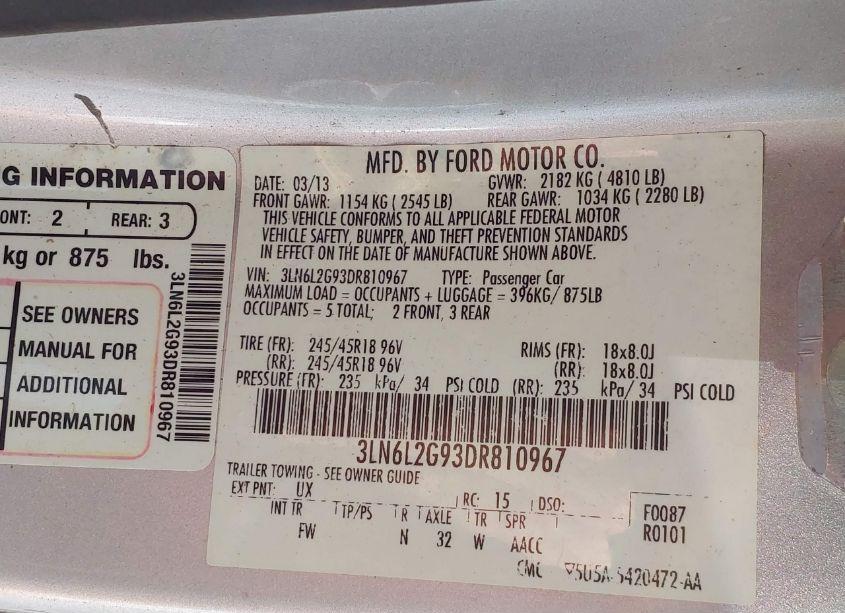 G INFORMATION
ONT: 2 REAR: 3
kg or 875 lbs.
SEE OWNERS
MANUAL FOR
ADDITIONAL
INFORMATION
3LN6L2G93DR810967
MFD. BY FORD MOTOR CO.
DATE: 03/13 GVWR: 2182 KG ( 4810 LB)
FRONT GAWR: 1154 KG ( 2545 LB) REAR GAWR: 1034 KG ( 2280 LB)
THIS VEHICLE CONFORMS TO ALL APPLICABLE FEDERAL MOTOR
VEHICLE SAFETY, BUMPER, AND THEFT PREVENTION STANDARDS
IN EFFECT ON THE DATE OF MANUFACTURE SHOWN ABOVE.
VIN: 3LN6L2G93DR810967 TYPE: Passenger Car
MAXIMUM LOAD = OCCUPANTS + LUGGAGE = 396KG/ 875LB
OCCUPANTS = 5 TOTAL; 2 FRONT, 3 REAR
TIRE (FR): 245/45R18 96V RIMS (FR): 18x8.0J
(RR): 245/45R18 96V (RR): 18x8.0J
PRESSURE (FR): 235 kPa/ 34 PSI COLD (RR): 235 kPa/ 34 PSI COLD
3LN6L2G93DR810967
TRAILER TOWING - SEE OWNER GUIDE
EXT PNT: UX RC: 15 DSO: F0087
INT TR TP/PS R AXLE TR SPR R0101
FW N 32 W AACC
CMC 5U5A-5420472-AA